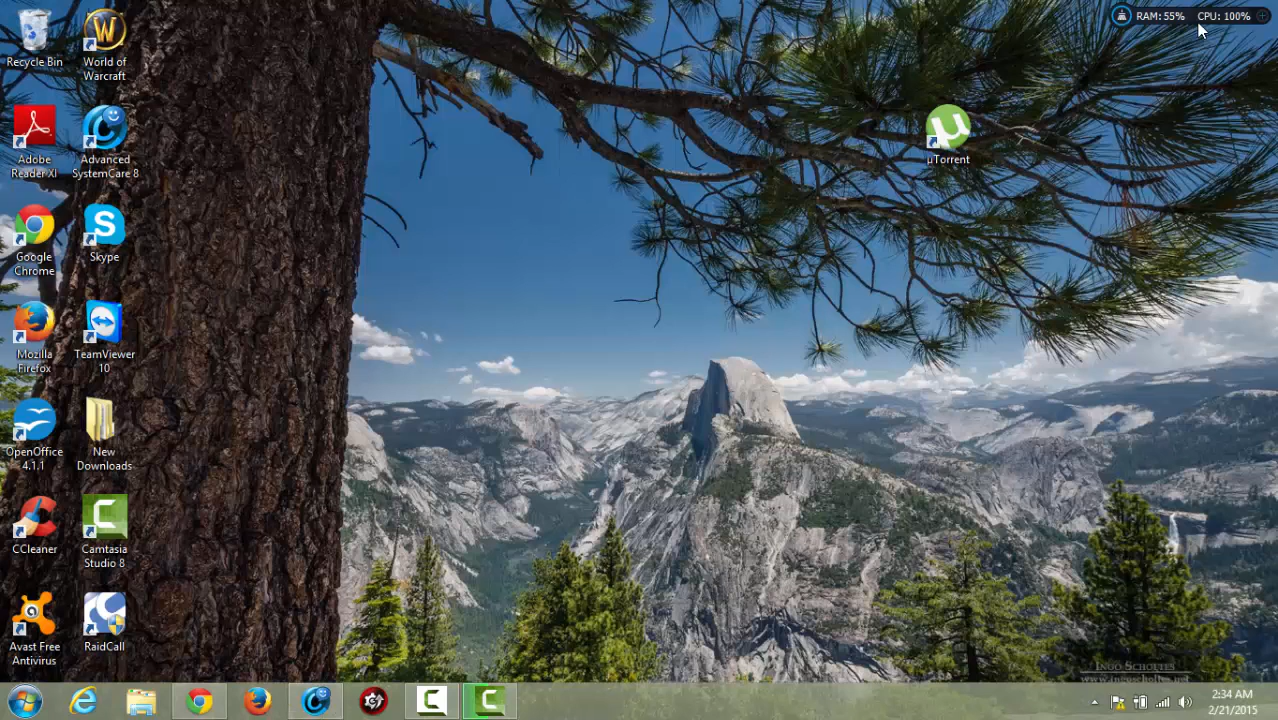 RAM: 55% CPU: 100%
Recycle Bin
World of
Warcraft
Adobe
Reader XI
Advanced
SystemCare 8
µTorrent
Google
Chrome
Skype
Mozilla
Firefox
TeamViewer
10
OpenOffice
4.1.1
New
Downloads
CCleaner
Camtasia
Studio 8
Avast Free
Antivirus
RaidCall
INGO SCHOLTES
www.ingoscholtes.net
2:34 AM
2/21/2015